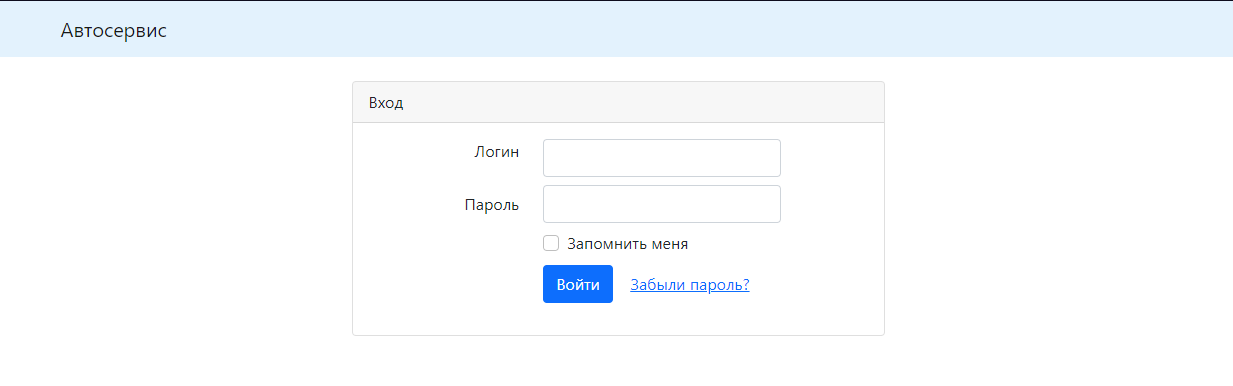 Автосервис
Вход
Логин
Пароль
Запомнить меня
Войти Забыли пароль?